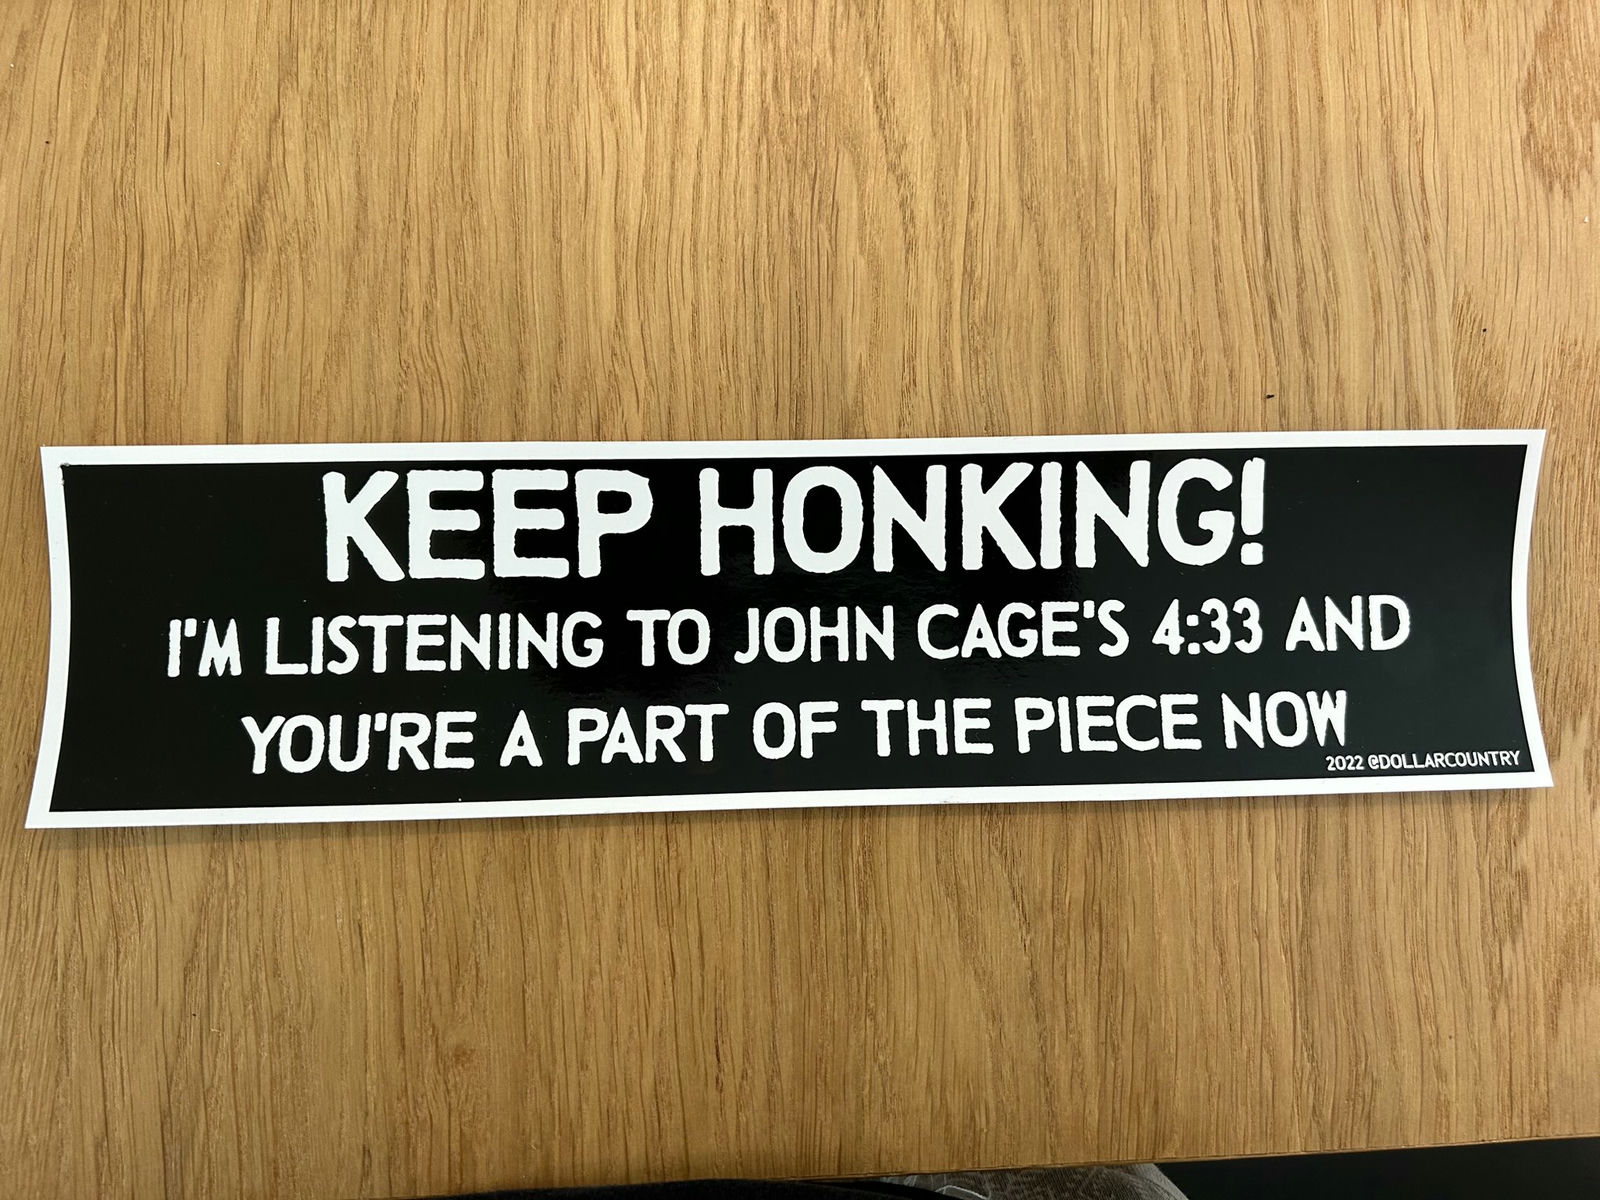 KEEP HONKING!
I'M LISTENING TO JOHN CAGE'S 4:33 AND
YOU'RE A PART OF THE PIECE NOW
2022 @DOLLARCOUNTRY